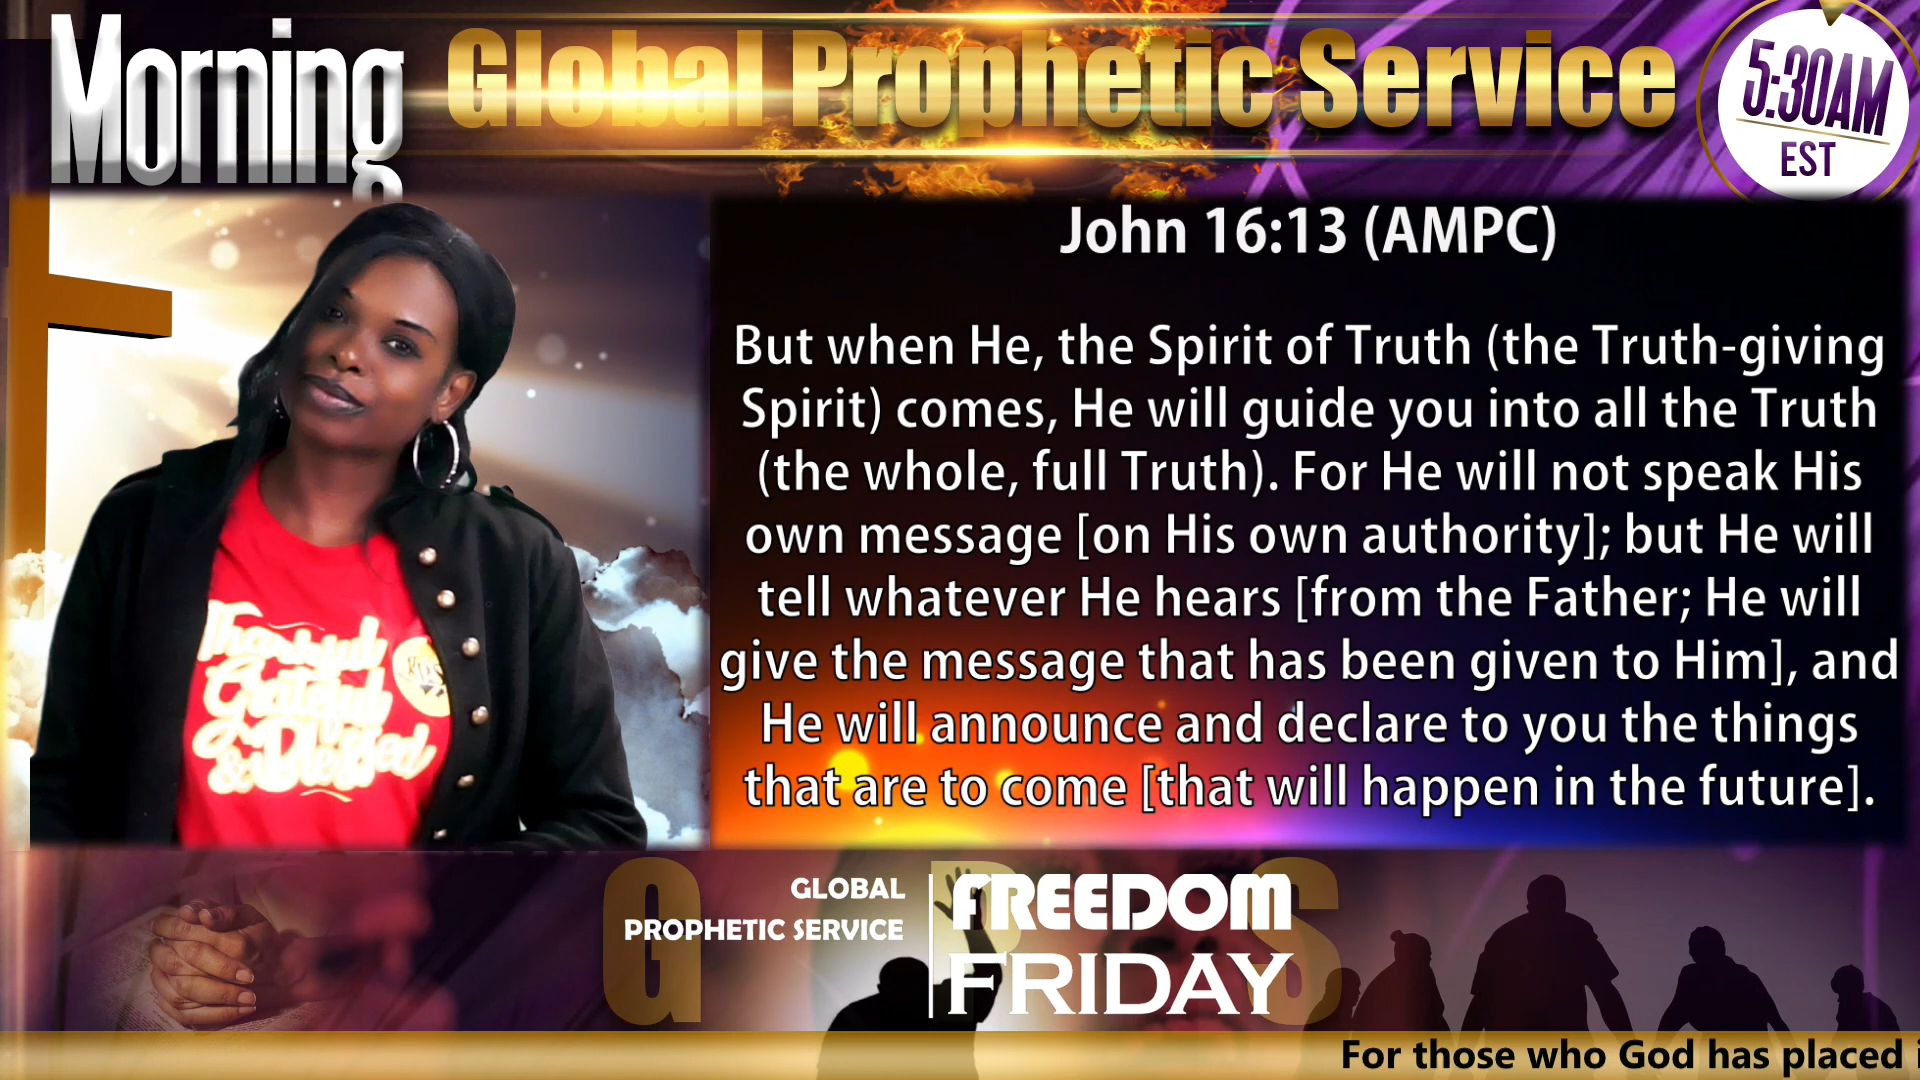 Morning
Global Prophetic Service
5:30AM
EST
John 16:13 (AMPC)
But when He, the Spirit of Truth (the Truth-giving
Spirit) comes, He will guide you into all the Truth
(the whole, full Truth). For He will not speak His
own message [on His own authority]; but He will
tell whatever He hears [from the Father; He will
give the message that has been given to Him], and
He will announce and declare to you the things
that are to come [that will happen in the future].
Thankful
Grateful
& Blessed
G P S
GLOBAL
PROPHETIC SERVICE
FREEDOM
FRIDAY
For those who God has placed